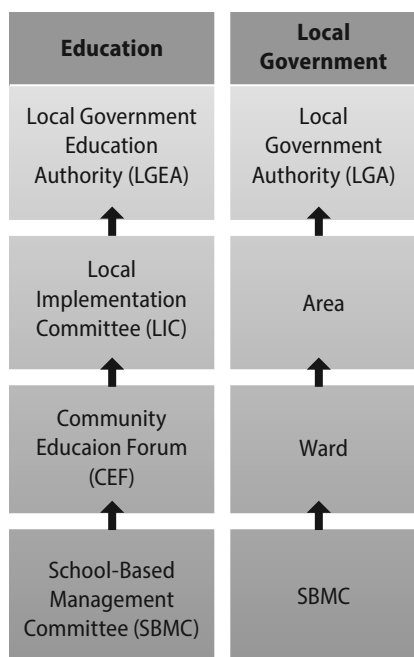 Education
Local Government Education Authority (LGEA)
Local Implementation Committee (LIC)
Community Educaion Forum (CEF)
School-Based Management Committee (SBMC)
Local Government
Local Government Authority (LGA)
Area
Ward
SBMC